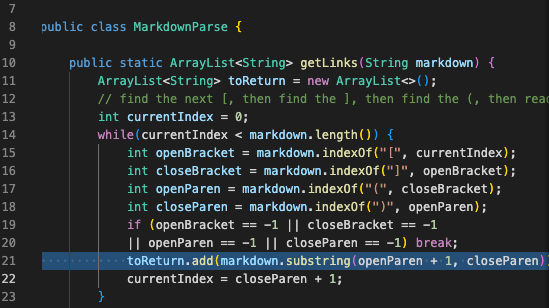 7
8 public class MarkdownParse {
9
10 public static ArrayList<String> getLinks(String markdown) {
11 ArrayList<String> toReturn = new ArrayList<>();
12 // find the next [, then find the ], then find the (, then read
13 int currentIndex = 0;
14 while(currentIndex < markdown.length()) {
15 int openBracket = markdown.indexOf("[", currentIndex);
16 int closeBracket = markdown.indexOf("]", openBracket);
17 int openParen = markdown.indexOf("(", closeBracket);
18 int closeParen = markdown.indexOf(")", openParen);
19 if (openBracket == -1 || closeBracket == -1
20 || openParen == -1 || closeParen == -1) break;
21 toReturn.add(markdown.substring(openParen + 1, closeParen)
22 currentIndex = closeParen + 1;
23 }